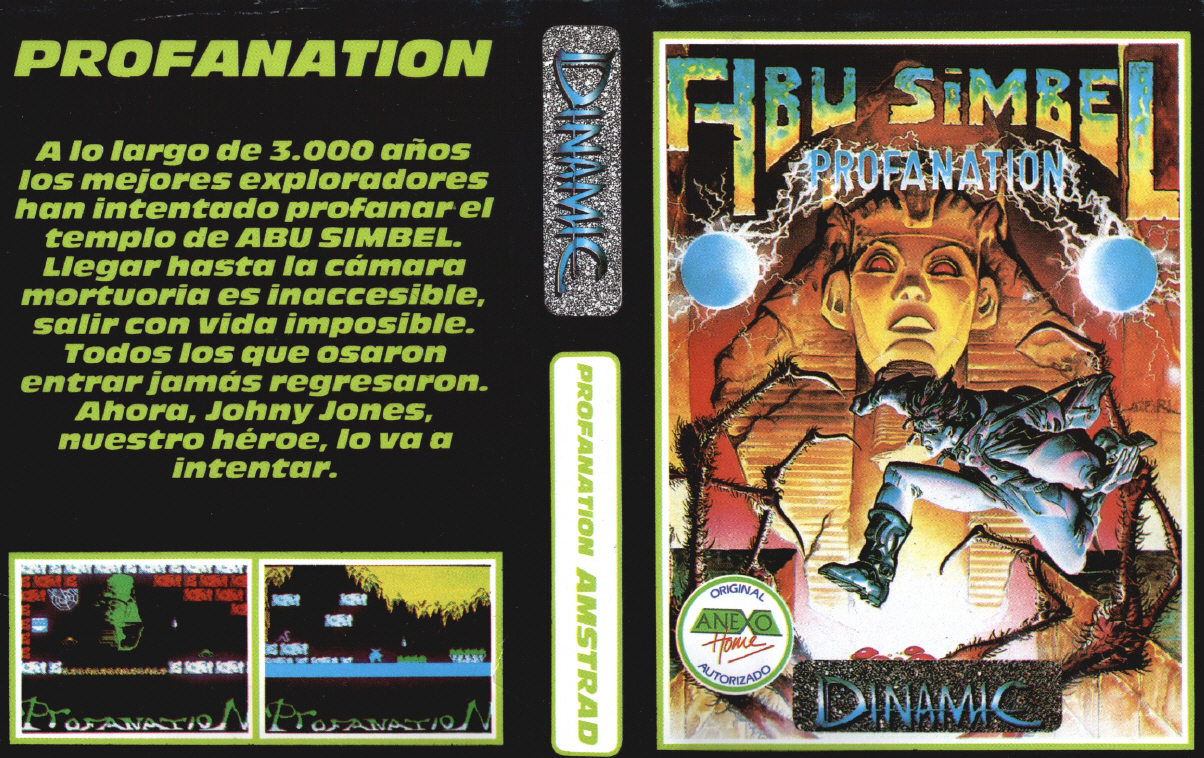 PROFANATION
A lo largo de 3.000 años
los mejores exploradores
han intentado profanar el
templo de ABU SIMBEL.
Llegar hasta la cámara
mortuoria es inaccesible,
salir con vida imposible.
Todos los que osaron
entrar jamás regresaron.
Ahora, Johny Jones,
nuestro héroe, lo va a
intentar.
PROFANATION
PROFANATION
DINAMIC
PROFANATION AMSTRAD
ABU SIMBEL
PROFANATION
AZPIRI
ORIGINAL
ANEXO
Home
AUTORIZADO
DINAMIC